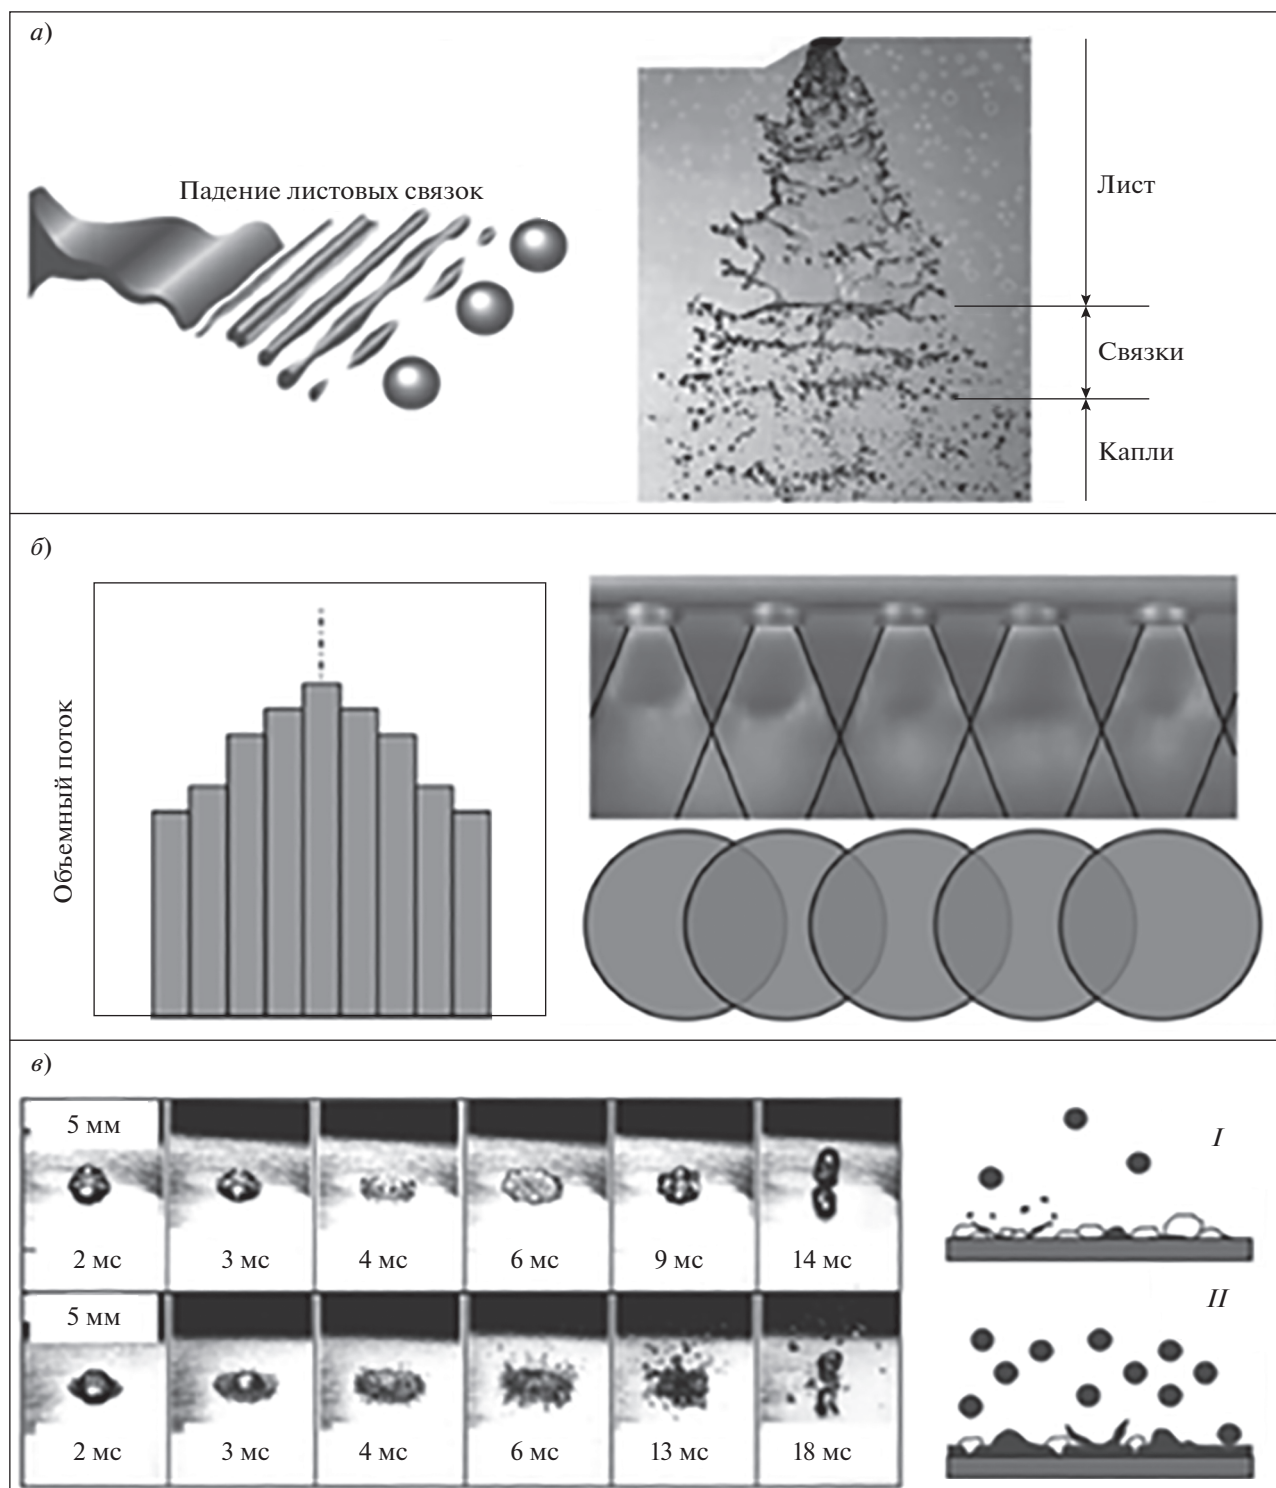 а)
Падение листовых связок
Лист
Связки
Капли
б)
Объемный поток
в)
5 мм
2 мс
3 мс
4 мс
6 мс
9 мс
14 мс
I
5 мм
2 мс
3 мс
4 мс
6 мс
13 мс
18 мс
II